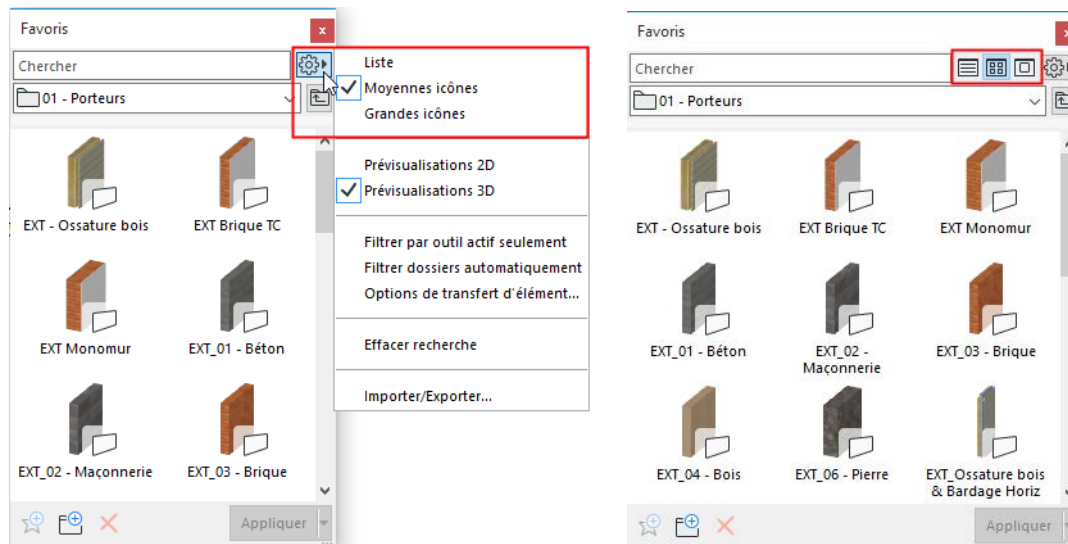 Favoris
Chercher
01 - Porteurs
EXT - Ossature bois
EXT Brique TC
EXT Monomur
EXT_01 - Béton
EXT_02 - Maçonnerie
EXT_03 - Brique
Appliquer
Liste
Moyennes icônes
Grandes icônes
Prévisualisations 2D
Prévisualisations 3D
Filtrer par outil actif seulement
Filtrer dossiers automatiquement
Options de transfert d'élément...
Effacer recherche
Importer/Exporter...
Favoris
Chercher
01 - Porteurs
EXT - Ossature bois
EXT Brique TC
EXT Monomur
EXT_01 - Béton
EXT_02 -
Maçonnerie
EXT_03 - Brique
EXT_04 - Bois
EXT_06 - Pierre
EXT_Ossature bois
& Bardage Horiz
Appliquer